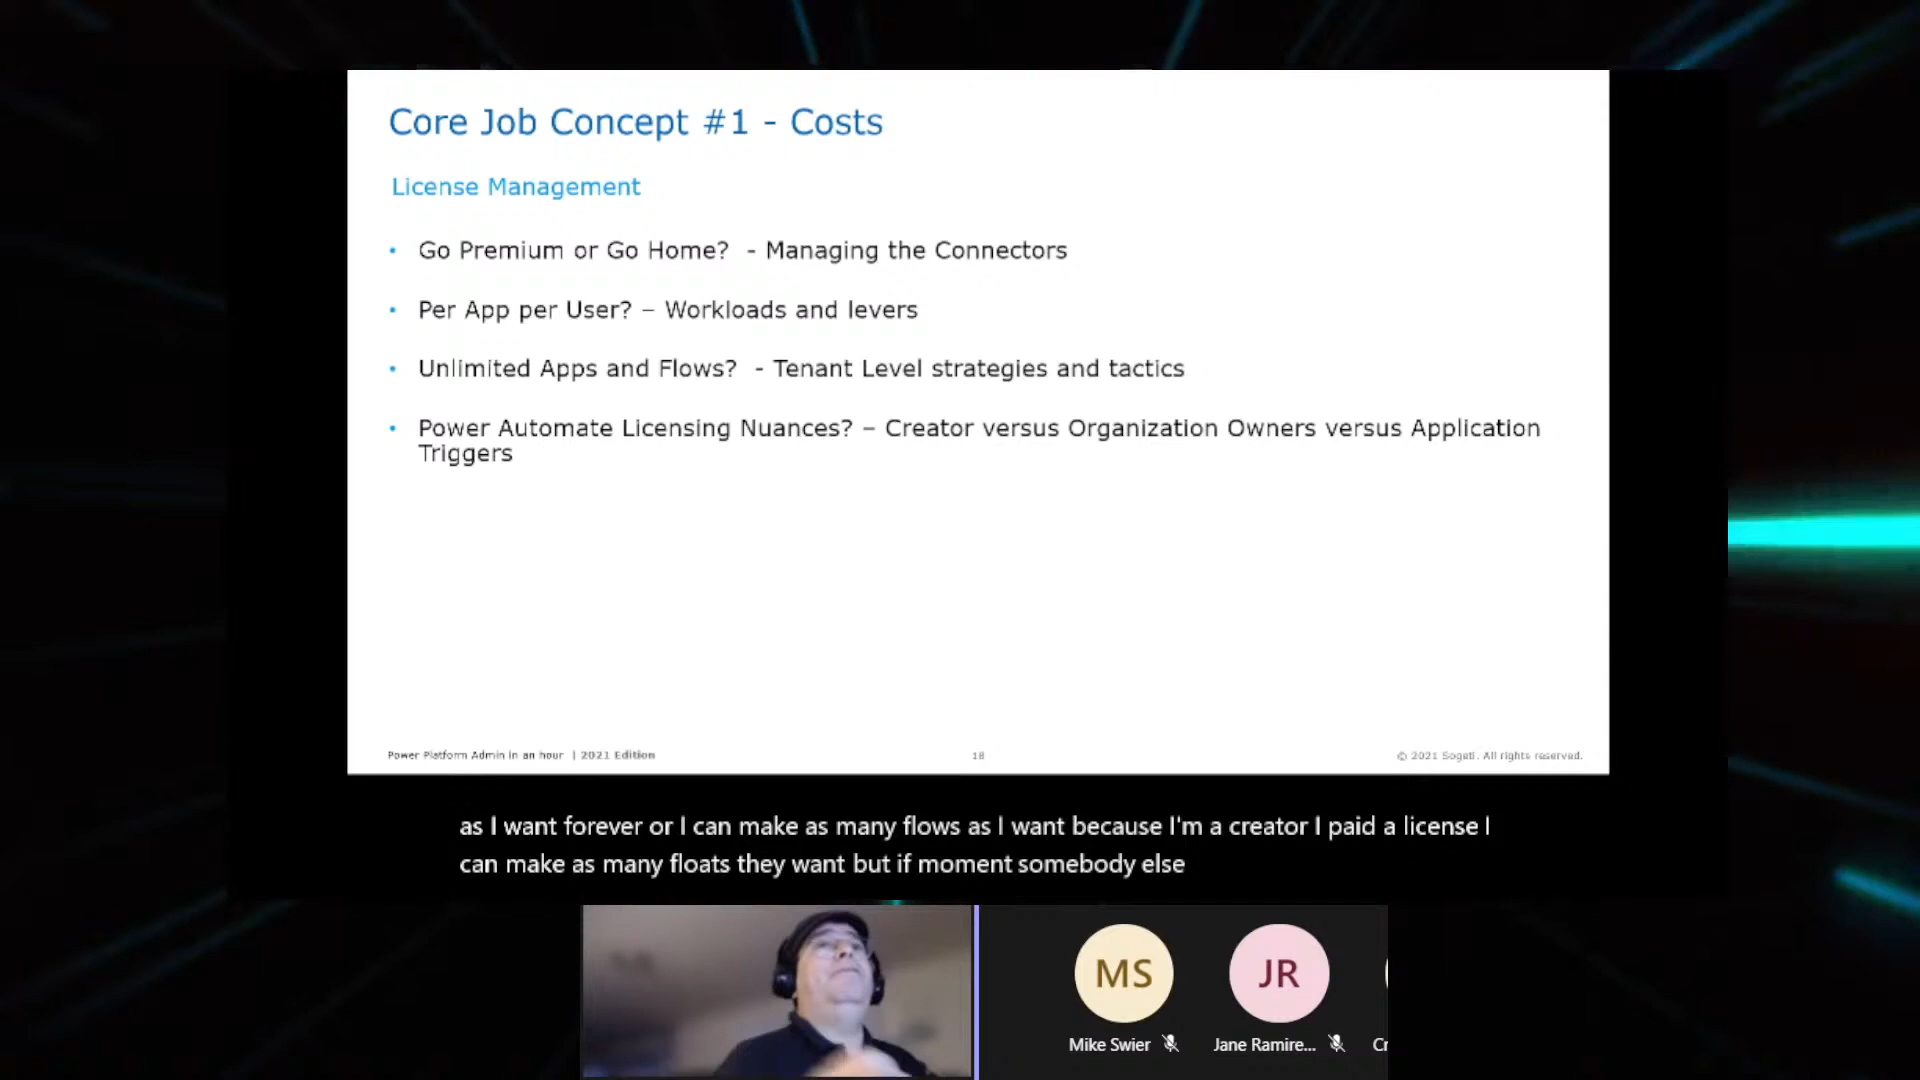 Core Job Concept #1 - Costs
License Management
• Go Premium or Go Home? - Managing the Connectors
• Per App per User? – Workloads and levers
• Unlimited Apps and Flows? - Tenant Level strategies and tactics
• Power Automate Licensing Nuances? – Creator versus Organization Owners versus Application
Triggers
Power Platform Admin in an hour | 2021 Edition
18
© 2021 Sogeti. All rights reserved.
as I want forever or I can make as many flows as I want because I'm a creator I paid a license I
can make as many floats they want but if moment somebody else
MS
JR
Mike Swier
Jane Ramire...
Cr